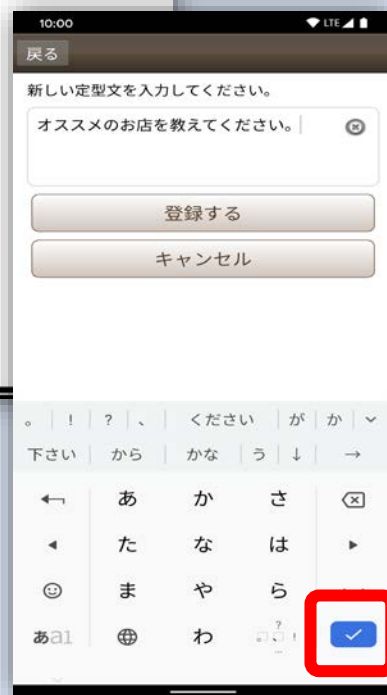 10:00 LTE
戻る
新しい定型文を入力してください。
オススメのお店を教えてください。
登録する
キャンセル
。 ! ? 、 ください が か
下さい から かな う ↓ →
あ か さ
た な は
ま や ら
あa1 わ 。、?!…